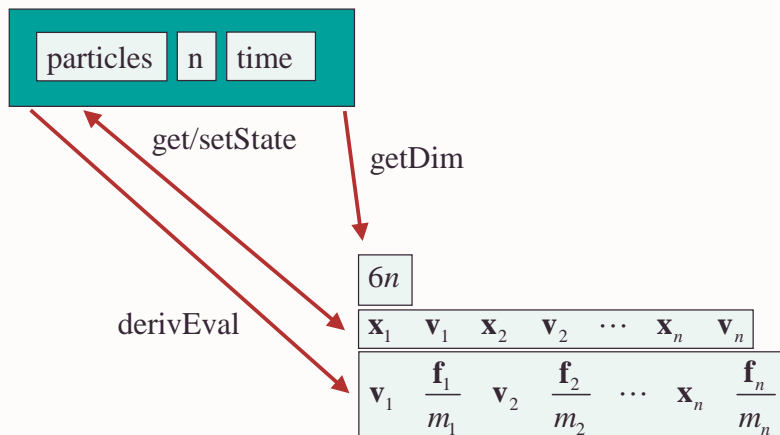 particles n time
get/setState
getDim
6n
derivEval
x₁ v₁ x₂ v₂ ⋯ xₙ vₙ
v₁ f₁/m₁ v₂ f₂/m₂ ⋯ xₙ fₙ/mₙ